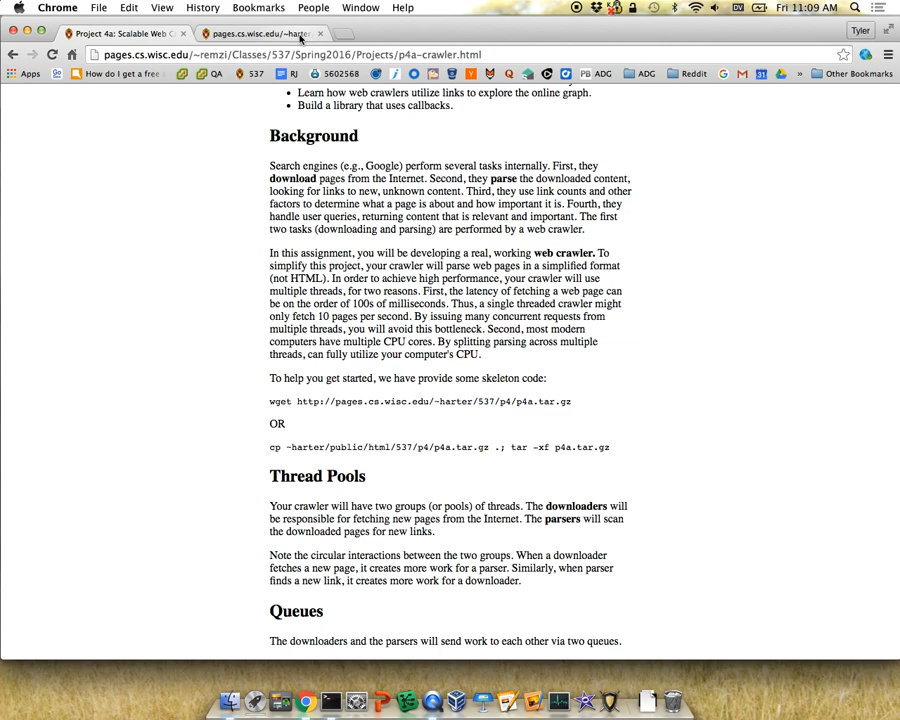 Chrome File Edit View History Bookmarks People Window Help DV Fri 11:09 AM
Project 4a: Scalable Web C pages.cs.wisc.edu/~harter Tyler
pages.cs.wisc.edu/~remzi/Classes/537/Spring2016/Projects/p4a-crawler.html
Apps How do I get a free QA 537 RJ 5602568 PB ADG ADG Reddit » Other Bookmarks
• Learn how web crawlers utilize links to explore the online graph.
• Build a library that uses callbacks.
Background
Search engines (e.g., Google) perform several tasks internally. First, they
download pages from the Internet. Second, they parse the downloaded content,
looking for links to new, unknown content. Third, they use link counts and other
factors to determine what a page is about and how important it is. Fourth, they
handle user queries, returning content that is relevant and important. The first
two tasks (downloading and parsing) are performed by a web crawler.
In this assignment, you will be developing a real, working web crawler. To
simplify this project, your crawler will parse web pages in a simplified format
(not HTML). In order to achieve high performance, your crawler will use
multiple threads, for two reasons. First, the latency of fetching a web page can
be on the order of 100s of milliseconds. Thus, a single threaded crawler might
only fetch 10 pages per second. By issuing many concurrent requests from
multiple threads, you will avoid this bottleneck. Second, most modern
computers have multiple CPU cores. By splitting parsing across multiple
threads, can fully utilize your computer's CPU.
To help you get started, we have provide some skeleton code:
wget http://pages.cs.wisc.edu/~harter/537/p4/p4a.tar.gz
OR
cp ~harter/public/html/537/p4/p4a.tar.gz .; tar -xf p4a.tar.gz
Thread Pools
Your crawler will have two groups (or pools) of threads. The downloaders will
be responsible for fetching new pages from the Internet. The parsers will scan
the downloaded pages for new links.
Note the circular interactions between the two groups. When a downloader
fetches a new page, it creates more work for a parser. Similarly, when parser
finds a new link, it creates more work for a downloader.
Queues
The downloaders and the parsers will send work to each other via two queues.